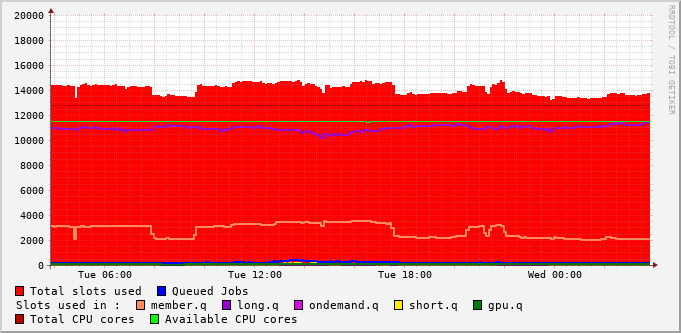 20000
18000
16000
14000
12000
10000
8000
6000
4000
2000
0
Tue 06:00 Tue 12:00 Tue 18:00 Wed 00:00
RRDTOOL / TOBI OETIKER
Total slots used Queued Jobs
Slots used in : member.q long.q ondemand.q short.q gpu.q
Total CPU cores Available CPU cores